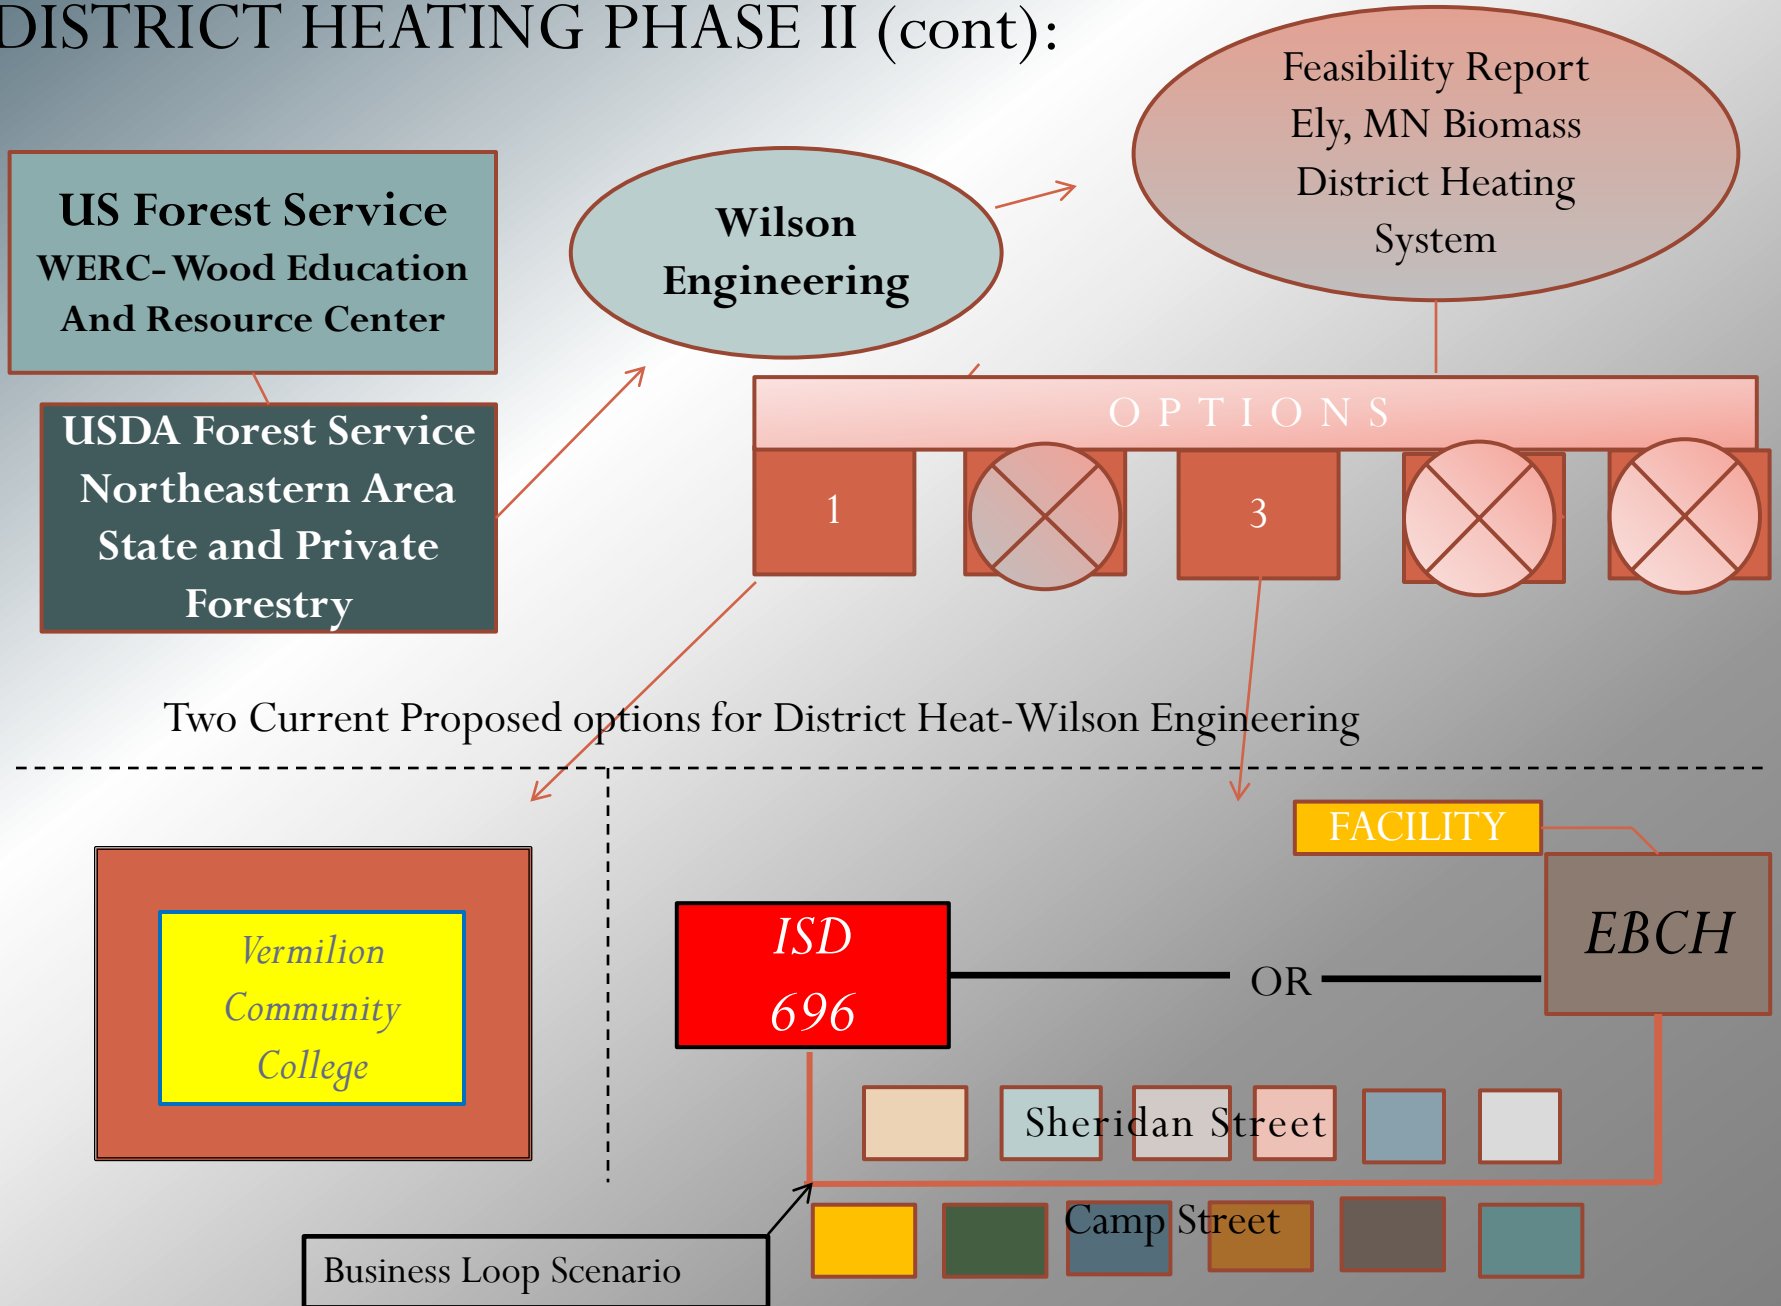 DISTRICT HEATING PHASE II (cont):
Feasibility Report
Ely, MN Biomass
District Heating
System
US Forest Service
WERC-Wood Education
And Resource Center
Wilson
Engineering
USDA Forest Service
Northeastern Area
State and Private
Forestry
OPTIONS
1
3
Two Current Proposed options for District Heat-Wilson Engineering
FACILITY
Vermilion
Community
College
ISD
696
OR
EBCH
Sheridan Street
Camp Street
Business Loop Scenario